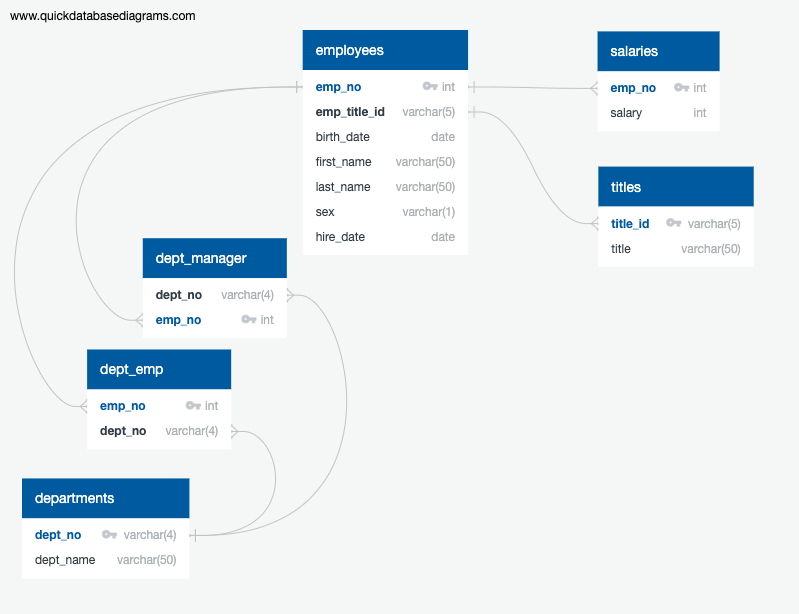 www.quickdatabasediagrams.com
employees
emp_no int
emp_title_id varchar(5)
birth_date date
first_name varchar(50)
last_name varchar(50)
sex varchar(1)
hire_date date
salaries
emp_no int
salary int
titles
title_id varchar(5)
title varchar(50)
dept_manager
dept_no varchar(4)
emp_no int
dept_emp
emp_no int
dept_no varchar(4)
departments
dept_no varchar(4)
dept_name varchar(50)